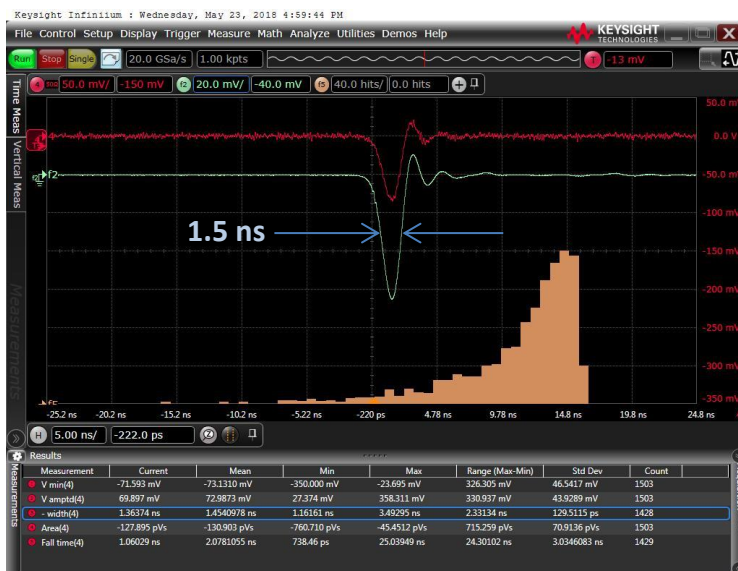 Keysight Infiniium : Wednesday, May 23, 2018 4:59:44 PM
File Control Setup Display Trigger Measure Math Analyze Utilities Demos Help
KEYSIGHT
TECHNOLOGIES
Run Stop Single 20.0 GSa/s 1.00 kpts T -13 mV
50.0 mV/ -150 mV f2 20.0 mV/ -40.0 mV f5 40.0 hits/ 0.0 hits
Time Meas
Vertical Meas
Measurements
50.0 m
0.0 V
-50.0 m
-100 mV
-150 mV
-200 mV
-250 mV
-300 mV
-350 mV
f2
1.5 ns
f5
-25.2 ns -20.2 ns -15.2 ns -10.2 ns -5.22 ns -220 ps 4.78 ns 9.78 ns 14.8 ns 19.8 ns 24.8 ns
H 5.00 ns/ -222.0 ps
Results
Measurements
Measurement Current Mean Min Max Range (Max-Min) Std Dev Count
V min(4) -71.593 mV -73.1310 mV -350.000 mV -23.695 mV 326.305 mV 46.5417 mV 1503
V amptd(4) 69.897 mV 72.9873 mV 27.374 mV 358.311 mV 330.937 mV 43.9289 mV 1503
- width(4) 1.36374 ns 1.4540978 ns 1.16161 ns 3.49295 ns 2.33134 ns 129.5115 ps 1428
Area(4) -127.895 pVs -130.903 pVs -760.710 pVs -45.4512 pVs 715.259 pVs 70.9136 pVs 1503
Fall time(4) 1.06029 ns 2.0781055 ns 738.46 ps 25.03949 ns 24.30102 ns 3.0346083 ns 1429